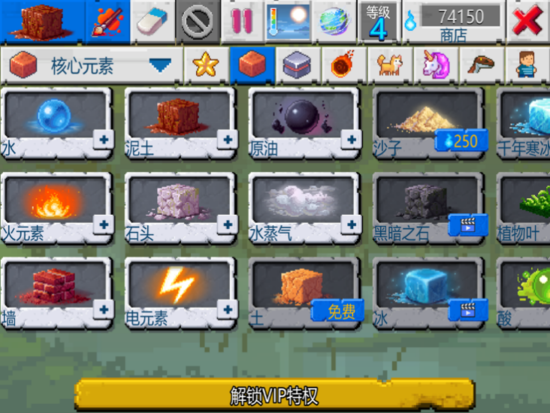 等级
4
74150
商店
核心元素
水
泥土
原油
沙子
250
千年寒冰
火元素
石头
水蒸气
黑暗之石
植物叶
墙
电元素
土
免费
冰
酸
解锁VIP特权